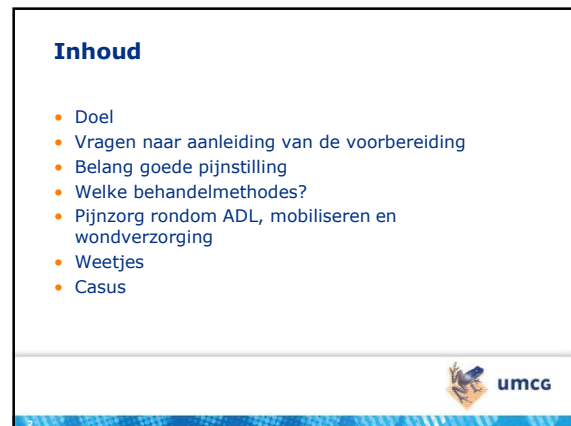 Inhoud
• Doel
• Vragen naar aanleiding van de voorbereiding
• Belang goede pijnstilling
• Welke behandelmethodes?
• Pijnzorg rondom ADL, mobiliseren en
wondverzorging
• Weetjes
• Casus
umcg
2